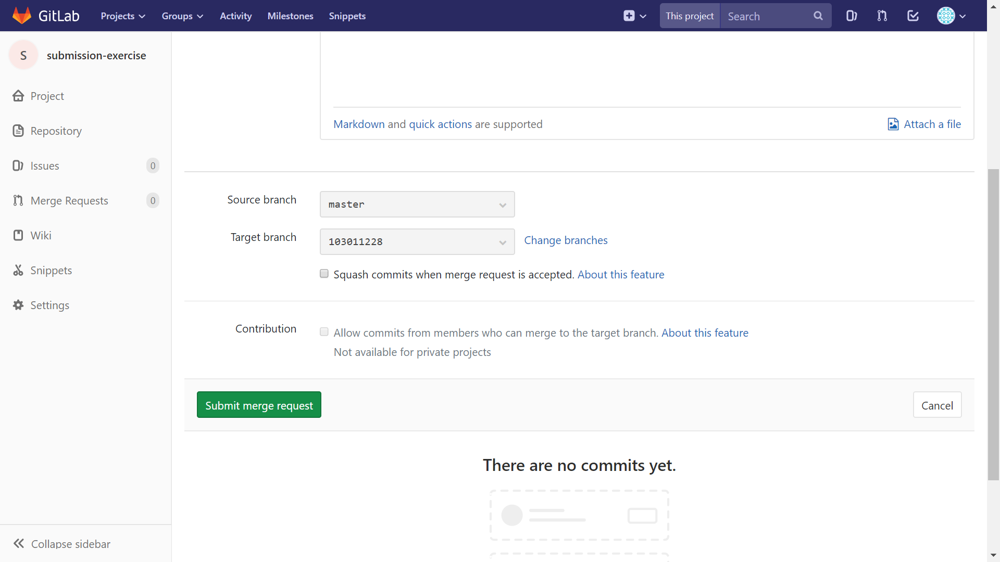 GitLab Projects Groups Activity Milestones Snippets This project Search
S submission-exercise
Project
Repository
Issues 0
Merge Requests 0
Wiki
Snippets
Settings
Collapse sidebar
Markdown and quick actions are supported Attach a file
Source branch master
Target branch 103011228 Change branches
Squash commits when merge request is accepted. About this feature
Contribution Allow commits from members who can merge to the target branch. About this feature
Not available for private projects
Submit merge request Cancel
There are no commits yet.